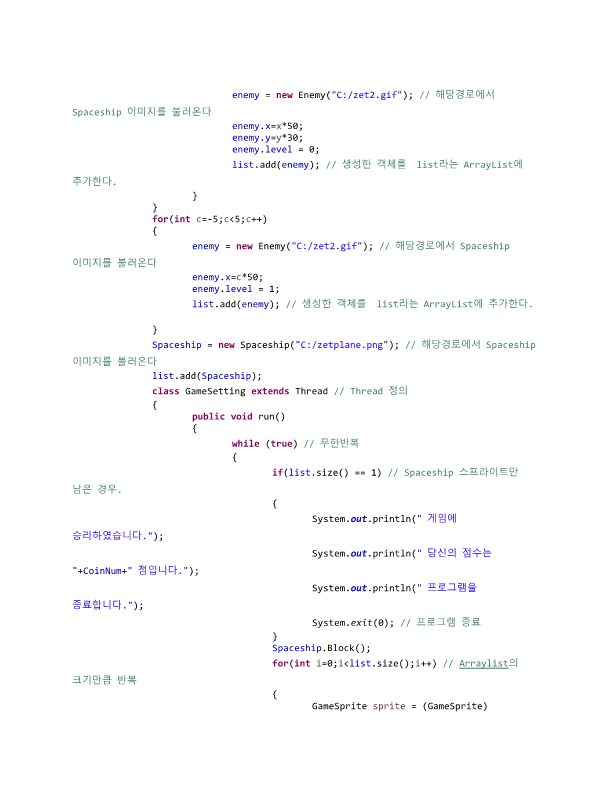 enemy = new Enemy("C:/zet2.gif"); // 해당경로에서
Spaceship 이미지를 불러온다
enemy.x=x*50;
enemy.y=y*30;
enemy.level = 0;
list.add(enemy); // 생성한 객체를  list라는 ArrayList에
추가한다.
}
}
for(int c=-5;c<5;c++)
{
enemy = new Enemy("C:/zet2.gif"); // 해당경로에서 Spaceship
이미지를 불러온다
enemy.x=c*50;
enemy.level = 1;
list.add(enemy); // 생성한 객체를  list라는 ArrayList에 추가한다.
}
Spaceship = new Spaceship("C:/zetplane.png"); // 해당경로에서 Spaceship
이미지를 불러온다
list.add(Spaceship);
class GameSetting extends Thread // Thread 정의
{
public void run()
{
while (true) // 무한반복
{
if(list.size() == 1) // Spaceship 스프라이트만
남은 경우.
{
System.out.println(" 게임에
승리하였습니다.");
System.out.println(" 당신의 점수는
"+CoinNum+" 점입니다.");
System.out.println(" 프로그램을
종료합니다.");
System.exit(0); // 프로그램 종료
}
Spaceship.Block();
for(int i=0;i<list.size();i++) // Arraylist의
크기만큼 반복
{
GameSprite sprite = (GameSprite)